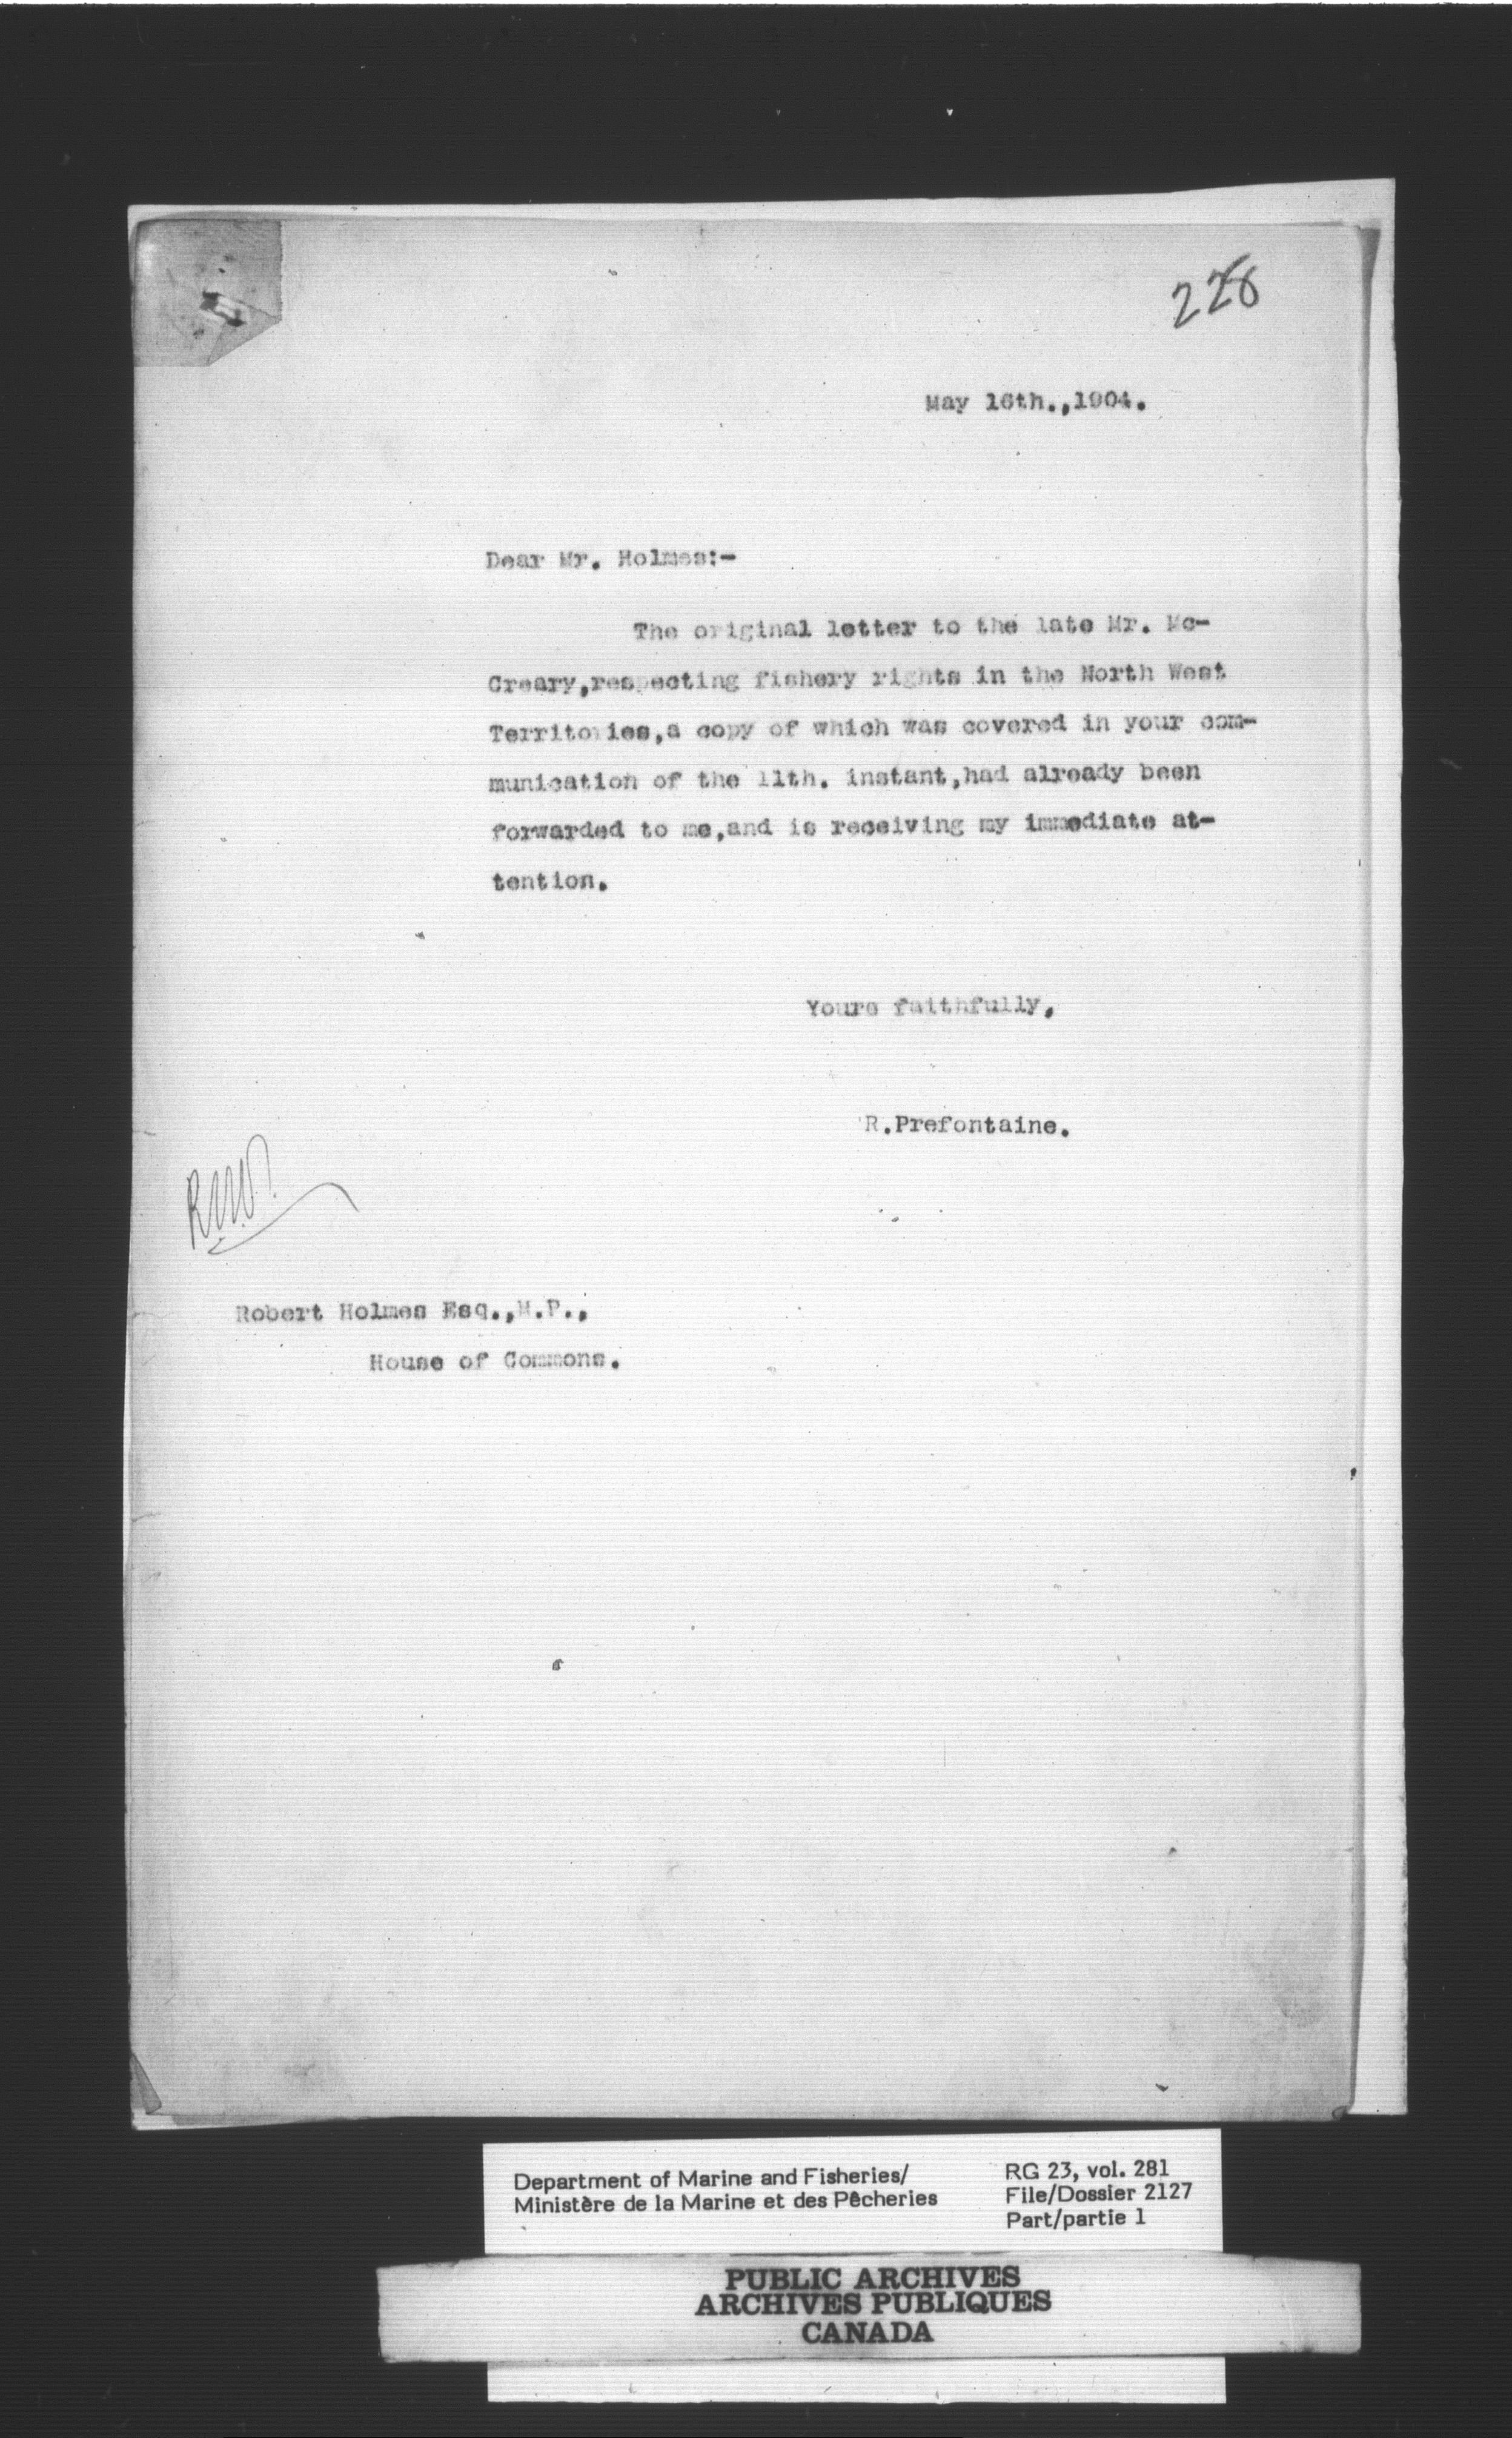 228
May 16th.,1904.
Dear Mr. Holmes:-
The original letter to the late Mr. Mc-
Creary,respecting fishery rights in the North West
Territories,a copy of which was covered in your com-
munication of the 11th. instant,had already been
forwarded to me,and is receiving my immediate at-
tention.
Yours faithfully,
R.Prefontaine.
Robert Holmes Esq.,M.P.,
House of Commons.
Department of Marine and Fisheries/
Ministère de la Marine et des Pêcheries
RG 23, vol. 281
File/Dossier 2127
Part/partie 1
PUBLIC ARCHIVES
ARCHIVES PUBLIQUES
CANADA